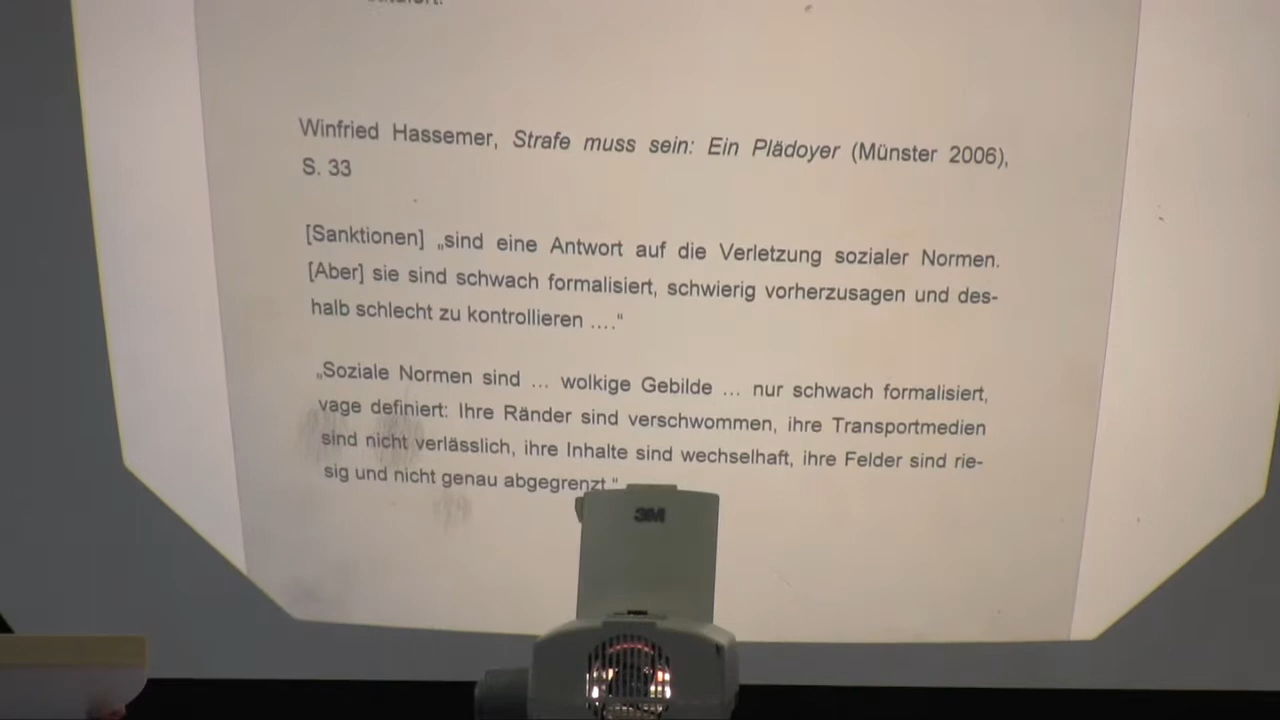 Winfried Hassemer, Strafe muss sein: Ein Plädoyer (Münster 2006),
S. 33
[Sanktionen] „sind eine Antwort auf die Verletzung sozialer Normen.
[Aber] sie sind schwach formalisiert, schwierig vorherzusagen und des-
halb schlecht zu kontrollieren ....“
„Soziale Normen sind ... wolkige Gebilde ... nur schwach formalisiert,
vage definiert: Ihre Ränder sind verschwommen, ihre Transportmedien
sind nicht verlässlich, ihre Inhalte sind wechselhaft, ihre Felder sind rie-
sig und nicht genau abgegrenzt.“
3M